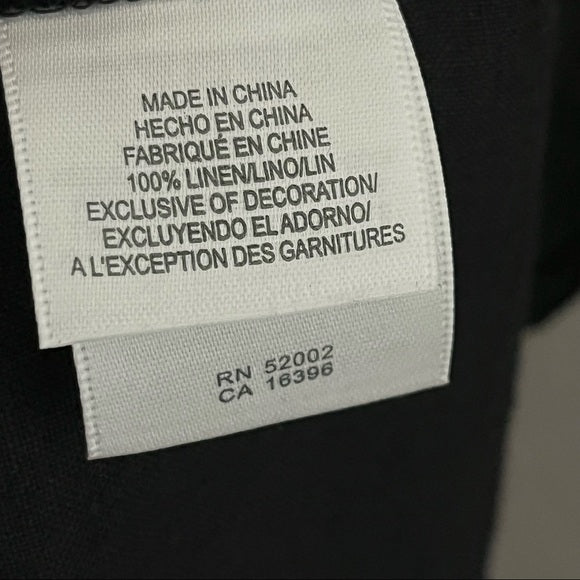 MADE IN CHINA
HECHO EN CHINA
FABRIQUÉ EN CHINE
100% LINEN/LINO/LIN
EXCLUSIVE OF DECORATION/
EXCLUYENDO EL ADORNO/
A L'EXCEPTION DES GARNITURES
RN 52002
CA 16396